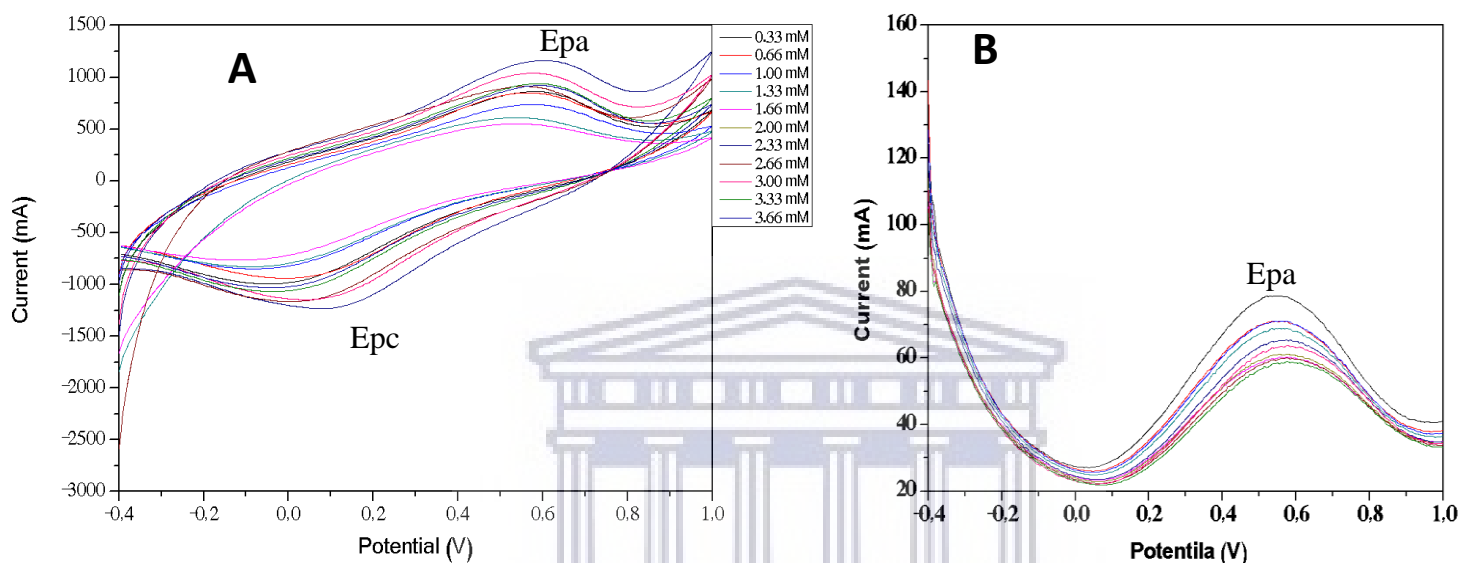 A
Epa
Epc
1500
1000
500
0
-500
-1000
-1500
-2000
-2500
-3000
Current (mA)
-0.4
-0.2
0.0
0.2
0.4
0.6
0.8
1.0
Potential (V)
0.33 mM
0.66 mM
1.00 mM
1.33 mM
1.66 mM
2.00 mM
2.33 mM
2.66 mM
3.00 mM
3.33 mM
3.66 mM
B
Epa
160
140
120
100
80
60
40
20
Current (mA)
-0,4
-0,2
0,0
0,2
0,4
0,6
0,8
1,0
Potentila (V)